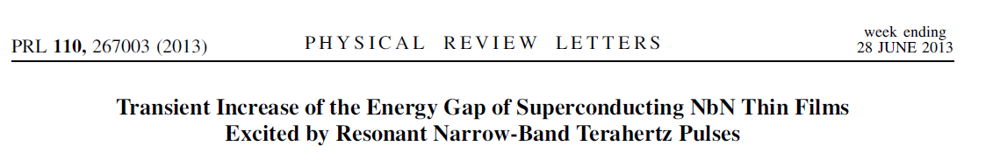 PRL 110, 267003 (2013)
PHYSICAL REVIEW LETTERS
week ending
28 JUNE 2013
Transient Increase of the Energy Gap of Superconducting NbN Thin Films
Excited by Resonant Narrow-Band Terahertz Pulses